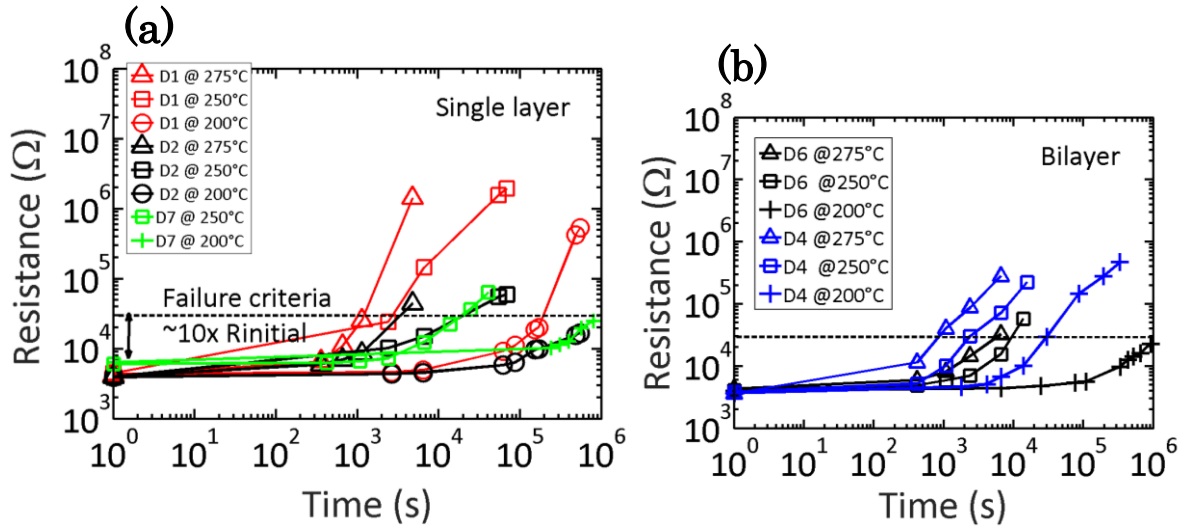 (a)
10^8
10^7
10^6
10^5
10^4
10^3
Resistance (Ω)
D1 @ 275°C
D1 @ 250°C
D1 @ 200°C
D2 @ 275°C
D2 @ 250°C
D2 @ 200°C
D7 @ 250°C
D7 @ 200°C
Single layer
Failure criteria
~10x Rinitial
10^0 10^1 10^2 10^3 10^4 10^5 10^6
Time (s)
(b)
10^8
10^7
10^6
10^5
10^4
10^3
Resistance (Ω)
D6 @275°C
D6 @250°C
D6 @200°C
D4 @275°C
D4 @250°C
D4 @200°C
Bilayer
10^0 10^1 10^2 10^3 10^4 10^5 10^6
Time (s)